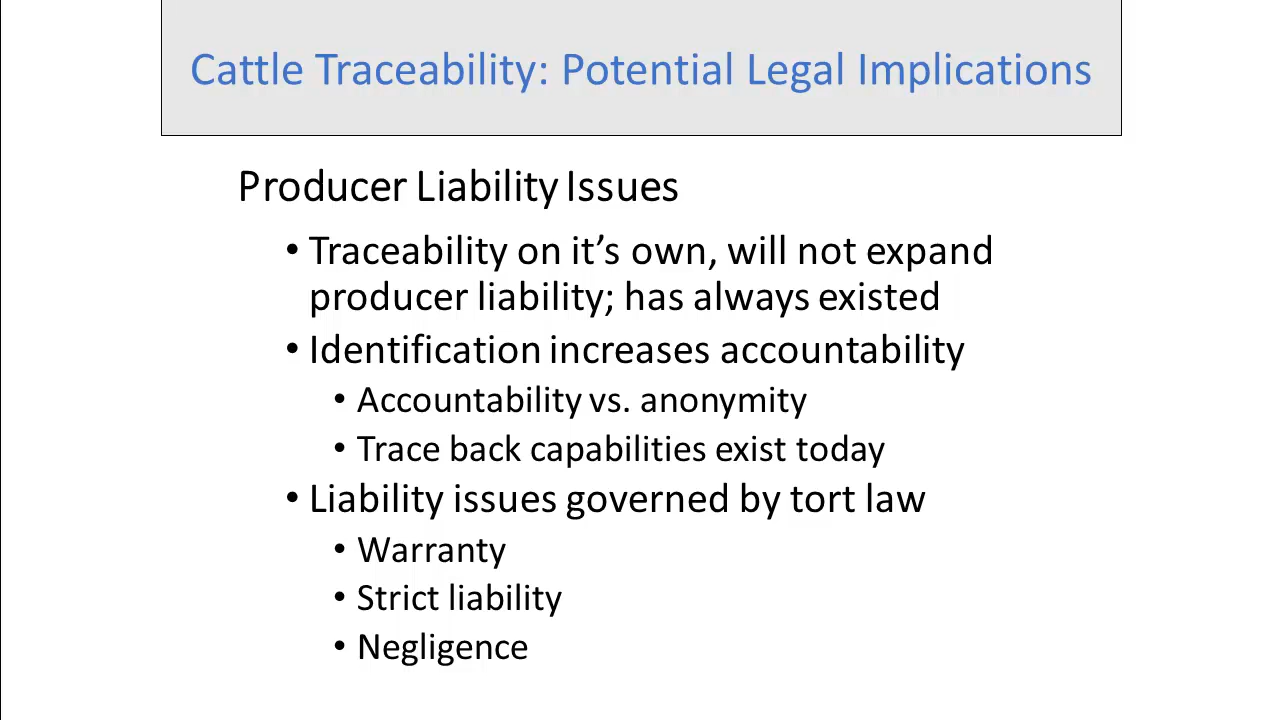 Cattle Traceability: Potential Legal Implications
Producer Liability Issues
• Traceability on it’s own, will not expand
producer liability; has always existed
• Identification increases accountability
• Accountability vs. anonymity
• Trace back capabilities exist today
• Liability issues governed by tort law
• Warranty
• Strict liability
• Negligence